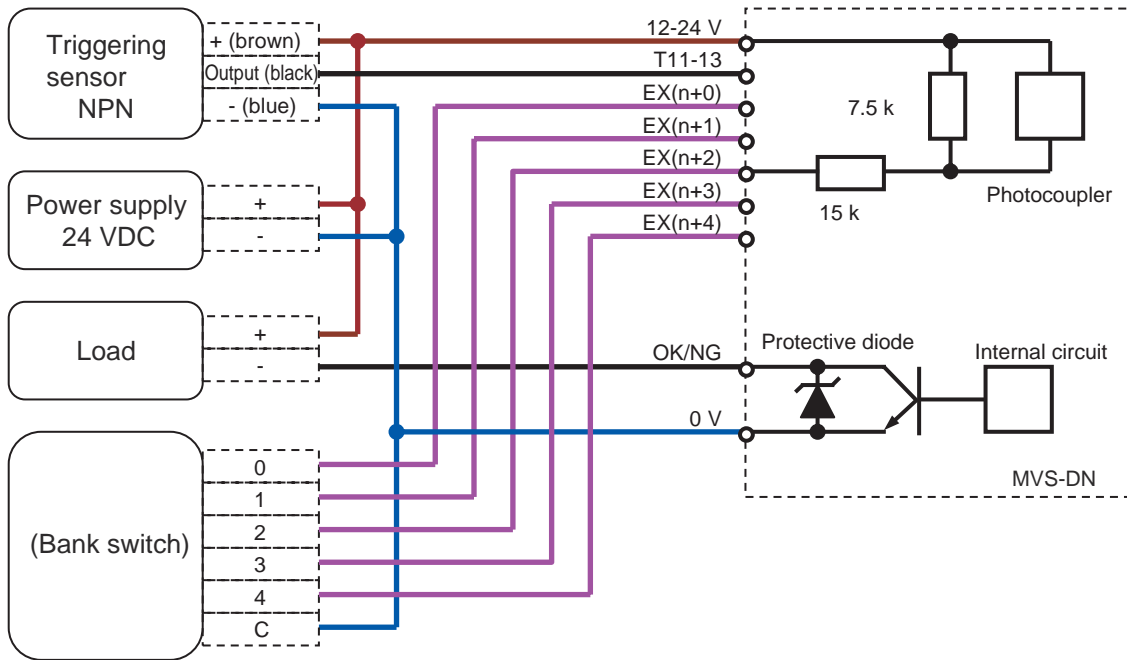 Triggering
sensor
NPN
+ (brown)
Output (black)
- (blue)
Power supply
24 VDC
+
-
Load
+
-
(Bank switch)
0
1
2
3
4
C
12-24 V
T11-13
EX(n+0)
EX(n+1)
EX(n+2)
EX(n+3)
EX(n+4)
OK/NG
0 V
7.5 k
15 k
Photocoupler
Protective diode
Internal circuit
MVS-DN